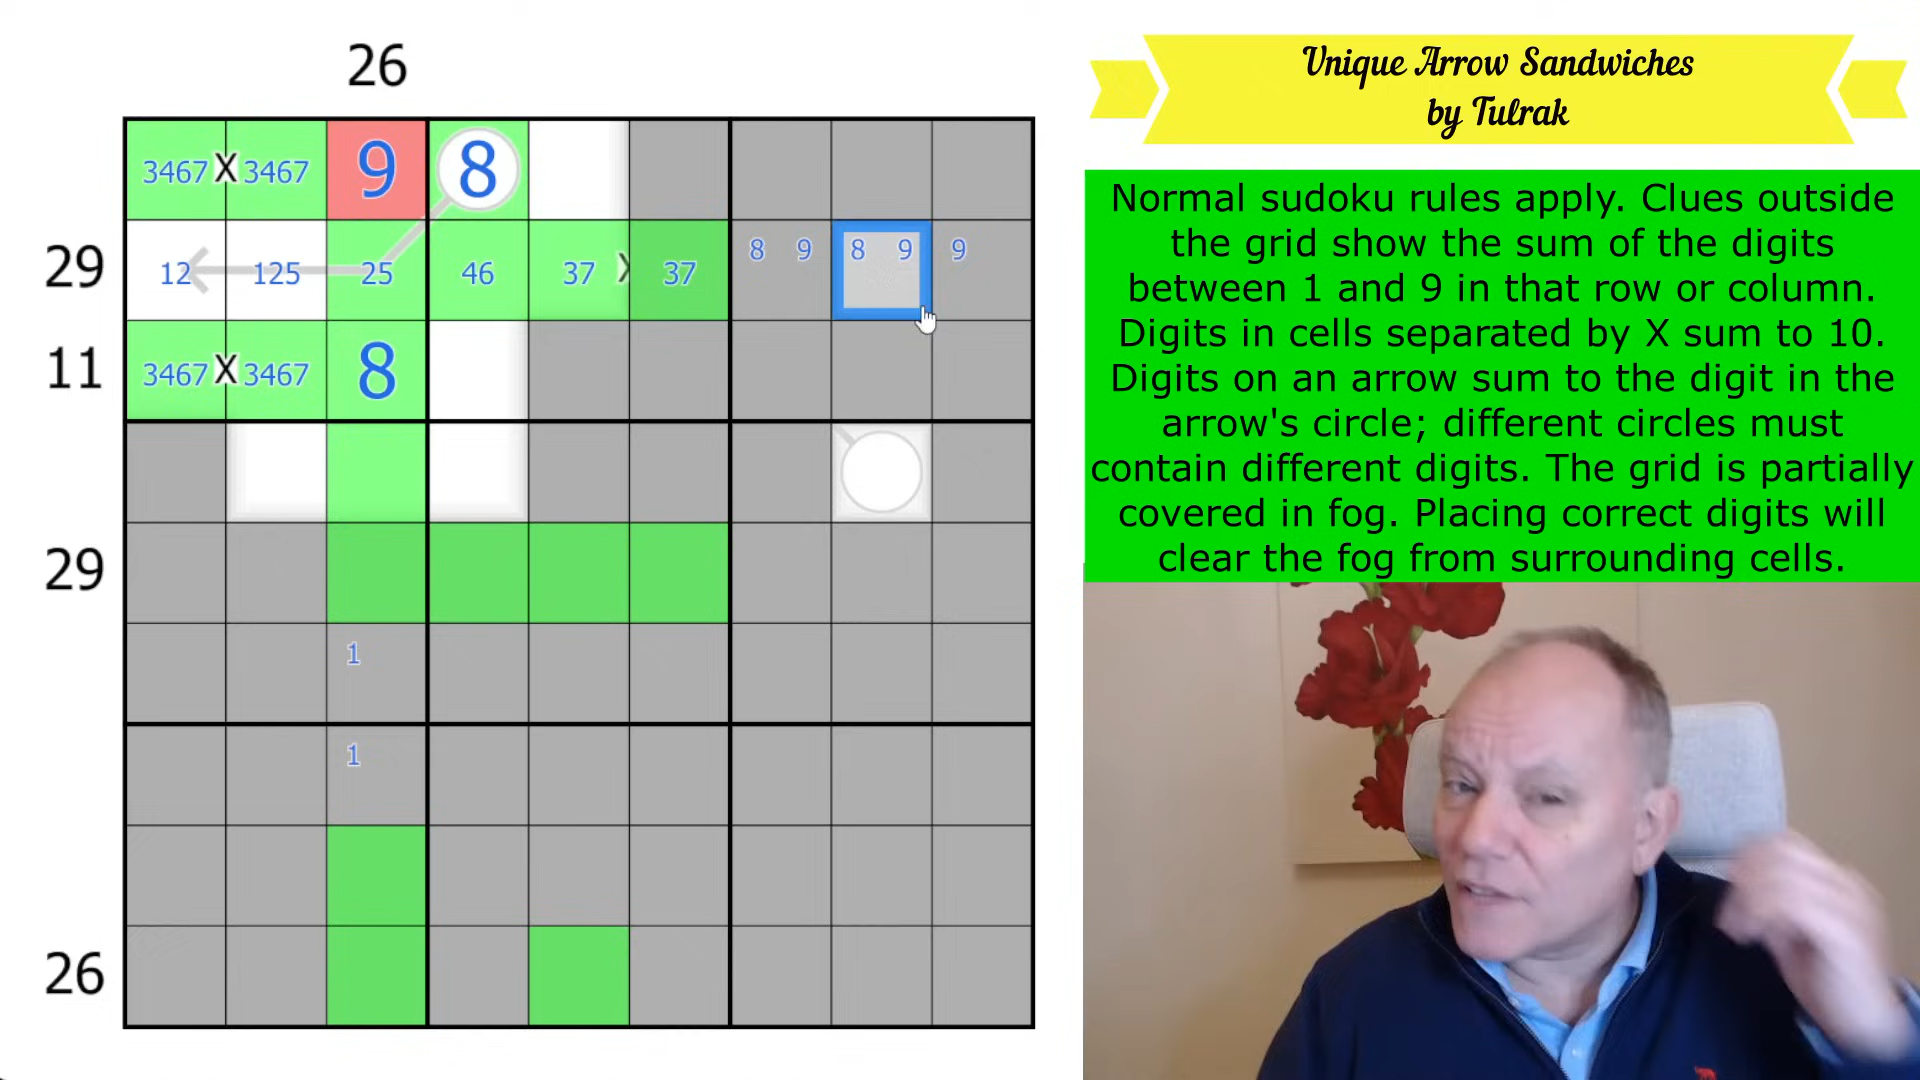 Unique Arrow Sandwiches
by Tulrak
Normal sudoku rules apply. Clues outside
the grid show the sum of the digits
between 1 and 9 in that row or column.
Digits in cells separated by X sum to 10.
Digits on an arrow sum to the digit in the
arrow's circle; different circles must
contain different digits. The grid is partially
covered in fog. Placing correct digits will
clear the fog from surrounding cells.
26
3467 X 3467 9 8
29 12 125 25 46 37 X 37 8 9 8 9 9
11 3467 X 3467 8
29
1
1
26